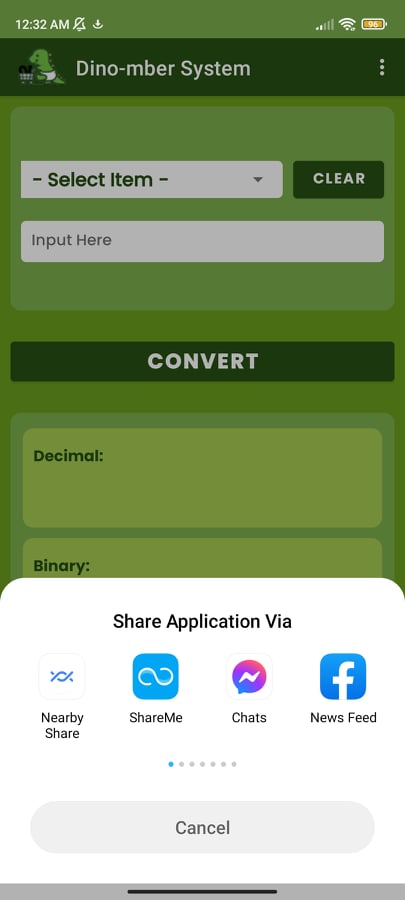 12:32 AM
96
Dino-mber System
- Select Item -
CLEAR
Input Here
CONVERT
Decimal:
Binary:
Share Application Via
Nearby
Share
ShareMe
Chats
News Feed
Cancel